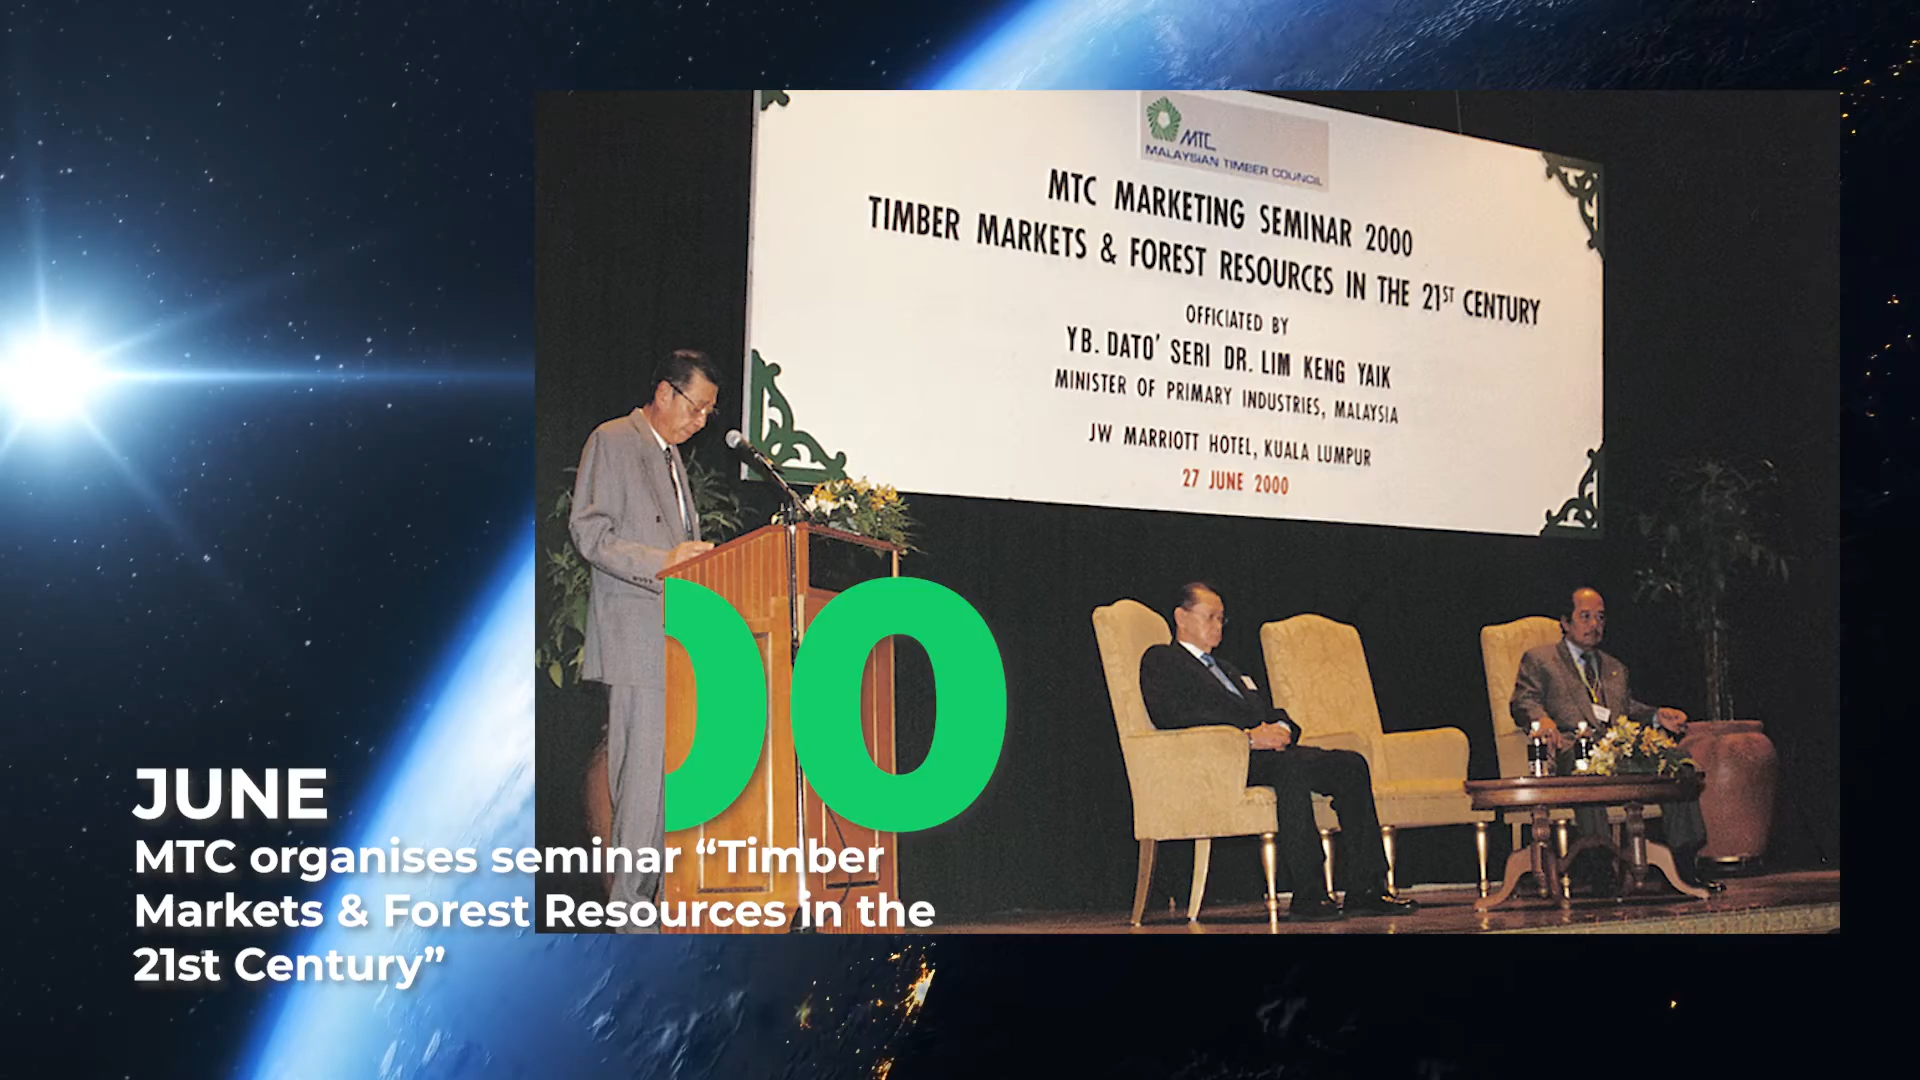 MTC
MALAYSIAN TIMBER COUNCIL
MTC MARKETING SEMINAR 2000
TIMBER MARKETS & FOREST RESOURCES IN THE 21ST CENTURY
OFFICIATED BY
YB. DATO' SERI DR. LIM KENG YAIK
MINISTER OF PRIMARY INDUSTRIES, MALAYSIA
JW MARRIOTT HOTEL, KUALA LUMPUR
27 JUNE 2000
00
JUNE
MTC organises seminar “Timber
Markets & Forest Resources in the
21st Century”